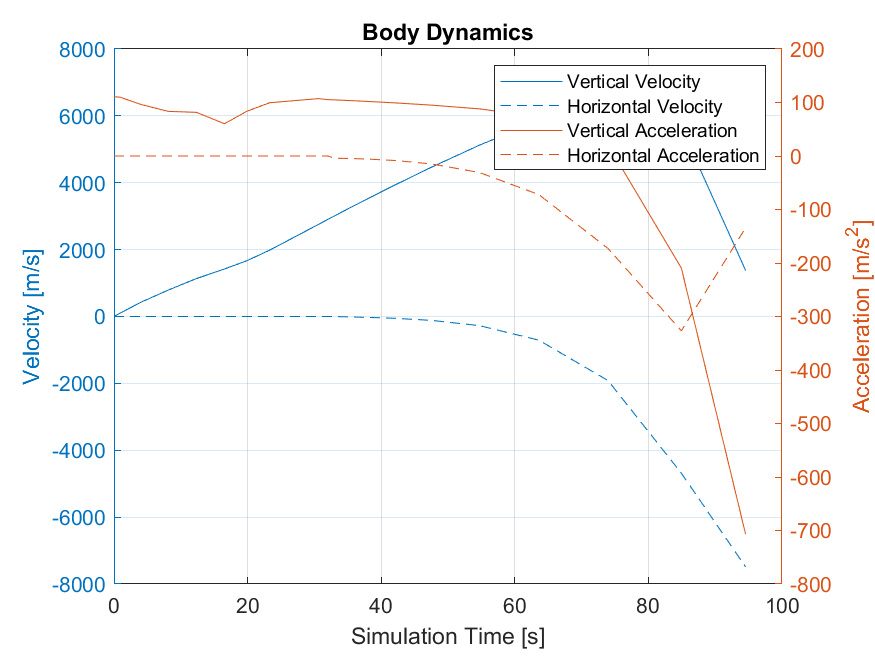 Body Dynamics
8000
6000
4000
2000
0
-2000
-4000
-6000
-8000
Velocity [m/s]
Vertical Velocity
Horizontal Velocity
Vertical Acceleration
Horizontal Acceleration
200
100
0
-100
-200
-300
-400
-500
-600
-700
-800
Acceleration [m/s²]
0 20 40 60 80 100
Simulation Time [s]